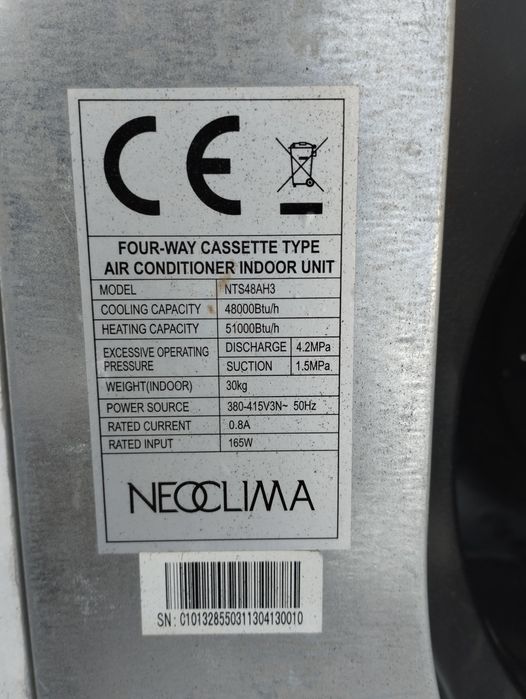 CE
FOUR-WAY CASSETTE TYPE
AIR CONDITIONER INDOOR UNIT
MODEL NTS48AH3
COOLING CAPACITY 48000Btu/h
HEATING CAPACITY 51000Btu/h
EXCESSIVE OPERATING PRESSURE DISCHARGE 4.2MPa
SUCTION 1.5MPa
WEIGHT(INDOOR) 30kg
POWER SOURCE 380-415V3N~ 50Hz
RATED CURRENT 0.8A
RATED INPUT 165W
NEOCLIMA
SN: C101328550311304130010